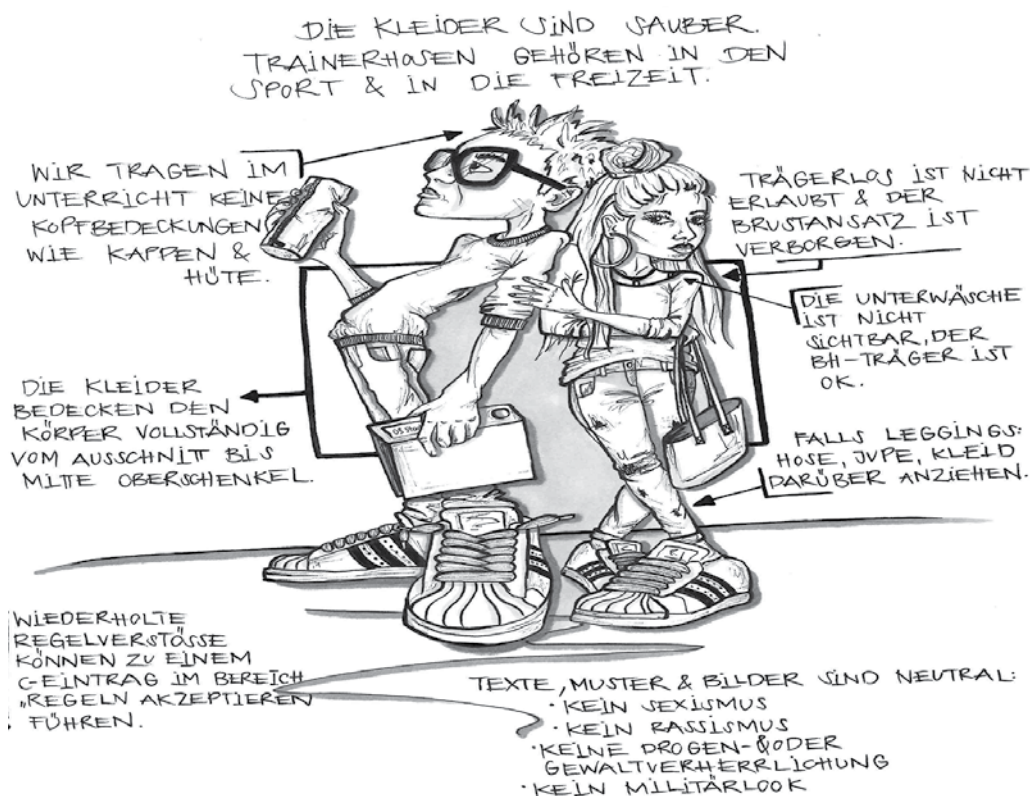 DIE KLEIDER SIND SAUBER.
TRAINERHOSEN GEHÖREN IN DEN
SPORT & IN DIE FREIZEIT.
WIR TRAGEN IM
UNTERRICHT KEINE
KOPFBEDECKUNGEN
WIE KAPPEN &
HÜTE.
TRÄGERLOS IST NICHT
ERLAUBT & DER
BRUSTANSATZ IST
VERBORGEN.
DIE UNTERWÄSCHE
IST NICHT
SICHTBAR, DER
BH-TRÄGER IST
OK.
DIE KLEIDER
BEDECKEN DEN
KÖRPER VOLLSTÄNDIG
VOM AUSSCHNITT BIS
MITTE OBERSCHENKEL.
FALLS LEGGINGS:
HOSE, JUPE, KLEID
DARÜBER ANZIEHEN.
WIEDERHOLTE
REGELVERSTÖSSE
KÖNNEN ZU EINEM
C-EINTRAG IM BEREICH
"REGELN AKZEPTIEREN
FÜHREN.
TEXTE, MUSTER & BILDER SIND NEUTRAL:
· KEIN SEXISMUS
· KEIN RASSISMUS
· KEINE DROGEN-&ODER
GEWALTVERHERRLICHUNG
· KEIN MILITÄRLOOK